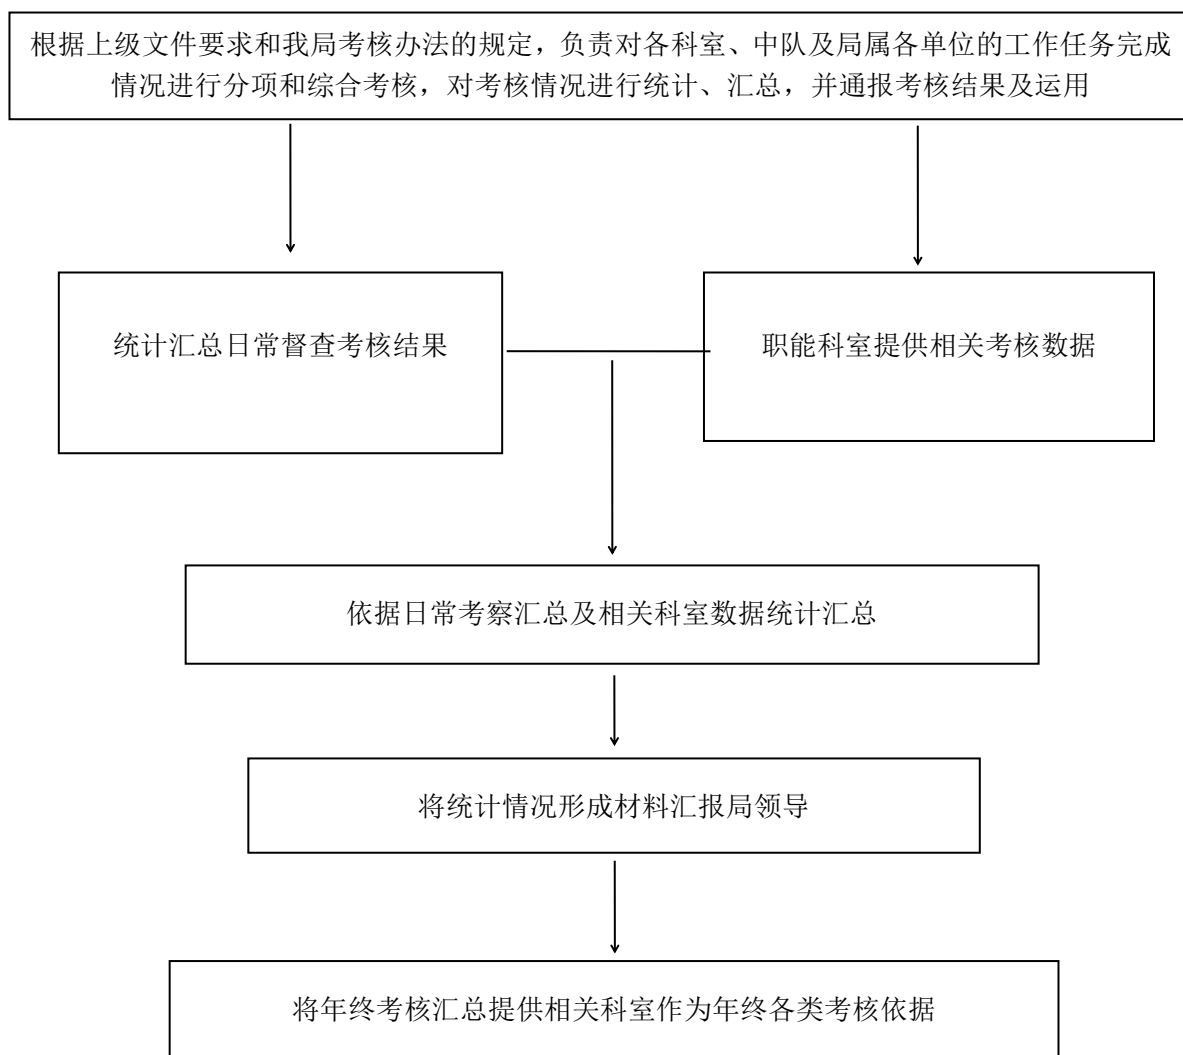 根据上级文件要求和我局考核办法的规定，负责对各科室、中队及局属各单位的工作任务完成
情况进行分项和综合考核，对考核情况进行统计、汇总，并通报考核结果及运用
统计汇总日常督查考核结果
职能科室提供相关考核数据
依据日常考察汇总及相关科室数据统计汇总
将统计情况形成材料汇报局领导
将年终考核汇总提供相关科室作为年终各类考核依据